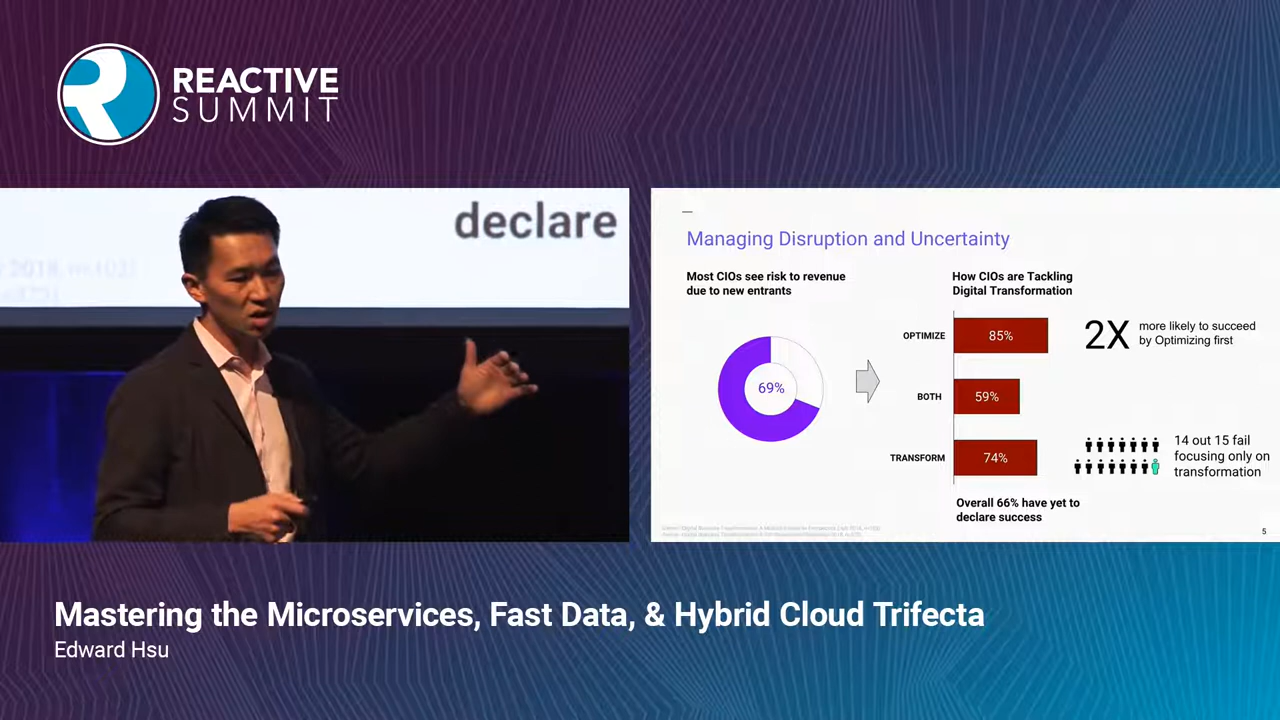 REACTIVE
SUMMIT
declare
Managing Disruption and Uncertainty
Most CIOs see risk to revenue
due to new entrants
69%
How CIOs are Tackling
Digital Transformation
OPTIMIZE
85%
2X
more likely to succeed
by Optimizing first
BOTH
59%
TRANSFORM
74%
14 out 15 fail
focusing only on
transformation
Overall 66% have yet to
declare success
5
Mastering the Microservices, Fast Data, & Hybrid Cloud Trifecta
Edward Hsu